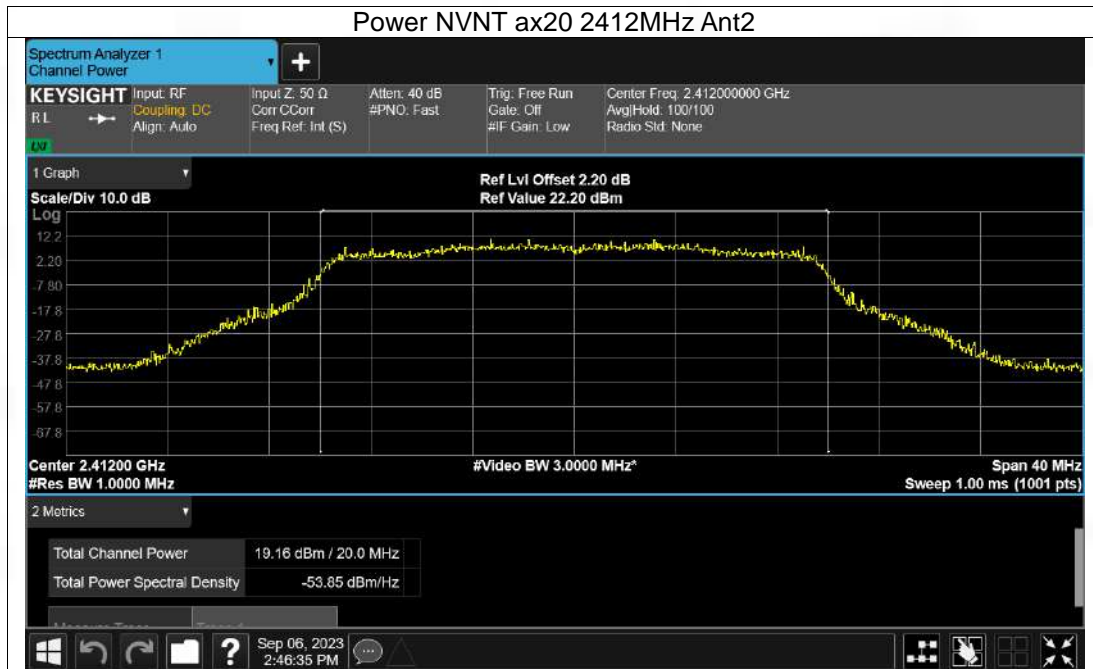 Power NVNT ax20 2412MHz Ant2
Spectrum Analyzer 1
Channel Power
KEYSIGHT
RL
LXI
Input: RF
Coupling: DC
Align: Auto
Input Z: 50 Ω
Corr CCorr
Freq Ref: Int (S)
Atten: 40 dB
#PNO: Fast
Trig: Free Run
Gate: Off
#IF Gain: Low
Center Freq: 2.412000000 GHz
Avg|Hold: 100/100
Radio Std: None
1 Graph
Scale/Div 10.0 dB
Ref Lvl Offset 2.20 dB
Ref Value 22.20 dBm
Log
12.2
2.20
-7.80
-17.8
-27.8
-37.8
-47.8
-57.8
-67.8
Center 2.41200 GHz
#Res BW 1.0000 MHz
#Video BW 3.0000 MHz*
Span 40 MHz
Sweep 1.00 ms (1001 pts)
2 Metrics
Total Channel Power 19.16 dBm / 20.0 MHz
Total Power Spectral Density -53.85 dBm/Hz
Sep 06, 2023
2:46:35 PM